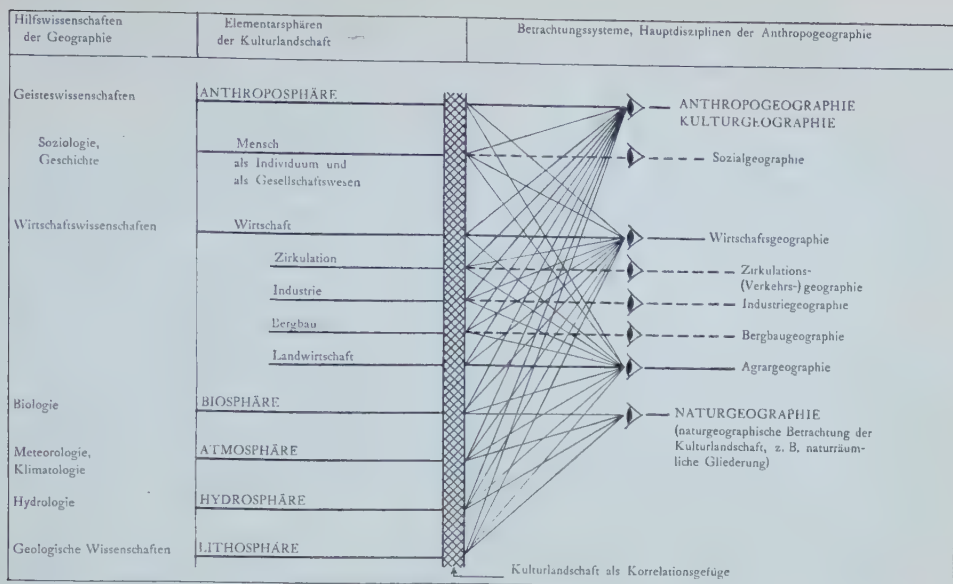 Hilfswissenschaften
der Geographie
Elementarsphären
der Kulturlandschaft
Betrachtungssysteme, Hauptdisziplinen der Anthropogeographie
Geisteswissenschaften
ANTHROPOSPHÄRE
ANTHROPOGEOGRAPHIE
KULTURGEOGRAPHIE
Soziologie,
Geschichte
Mensch
als Individuum und
als Gesellschaftswesen
Sozialgeographie
Wirtschaftswissenschaften
Wirtschaft
Wirtschaftsgeographie
Zirkulation
Zirkulations-
(Verkehrs-) geographie
Industrie
Industriegeographie
Bergbau
Bergbaugeographie
Landwirtschaft
Agrargeographie
Biologie
BIOSPHÄRE
NATURGEOGRAPHIE
(naturgeographische Betrachtung der
Kulturlandschaft, z. B. naturräum-
liche Gliederung)
Meteorologie,
Klimatologie
ATMOSPHÄRE
Hydrologie
HYDROSPHÄRE
Geologische Wissenschaften
LITHOSPHÄRE
Kulturlandschaft als Korrelationsgefüge